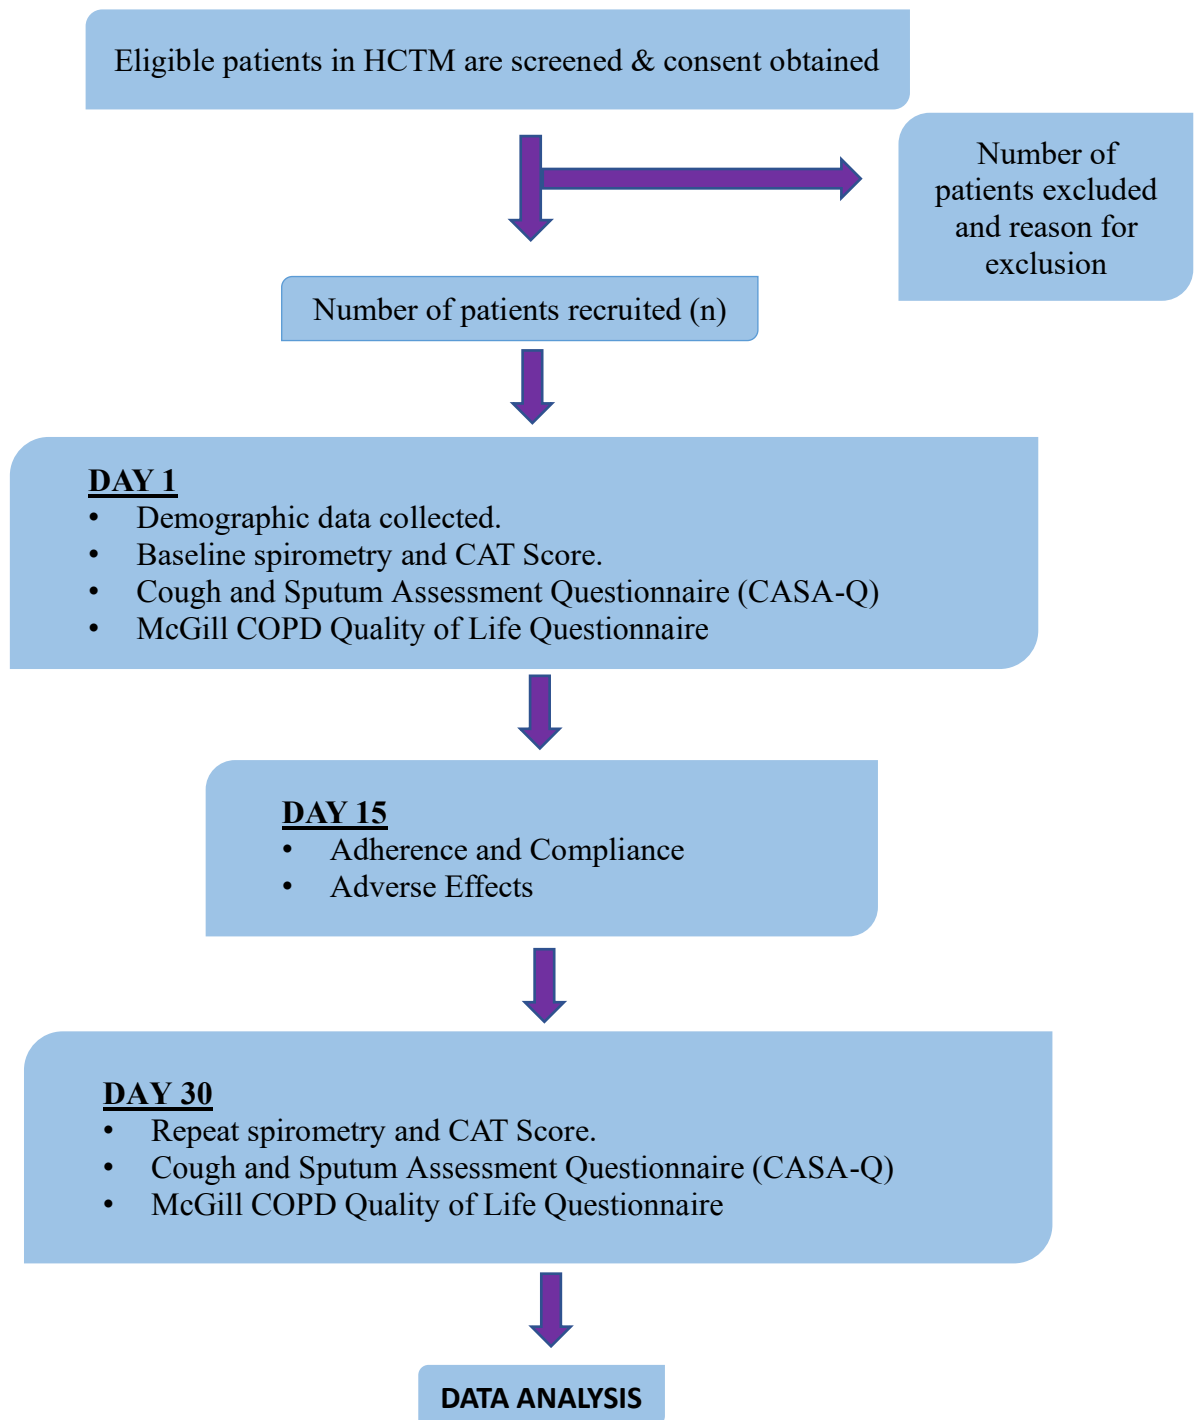 Eligible patients in HCTM are screened & consent obtained
Number of
patients excluded
and reason for
exclusion
Number of patients recruited (n)
DAY 1
• Demographic data collected.
• Baseline spirometry and CAT Score.
• Cough and Sputum Assessment Questionnaire (CASA-Q)
• McGill COPD Quality of Life Questionnaire
DAY 15
• Adherence and Compliance
• Adverse Effects
DAY 30
• Repeat spirometry and CAT Score.
• Cough and Sputum Assessment Questionnaire (CASA-Q)
• McGill COPD Quality of Life Questionnaire
DATA ANALYSIS